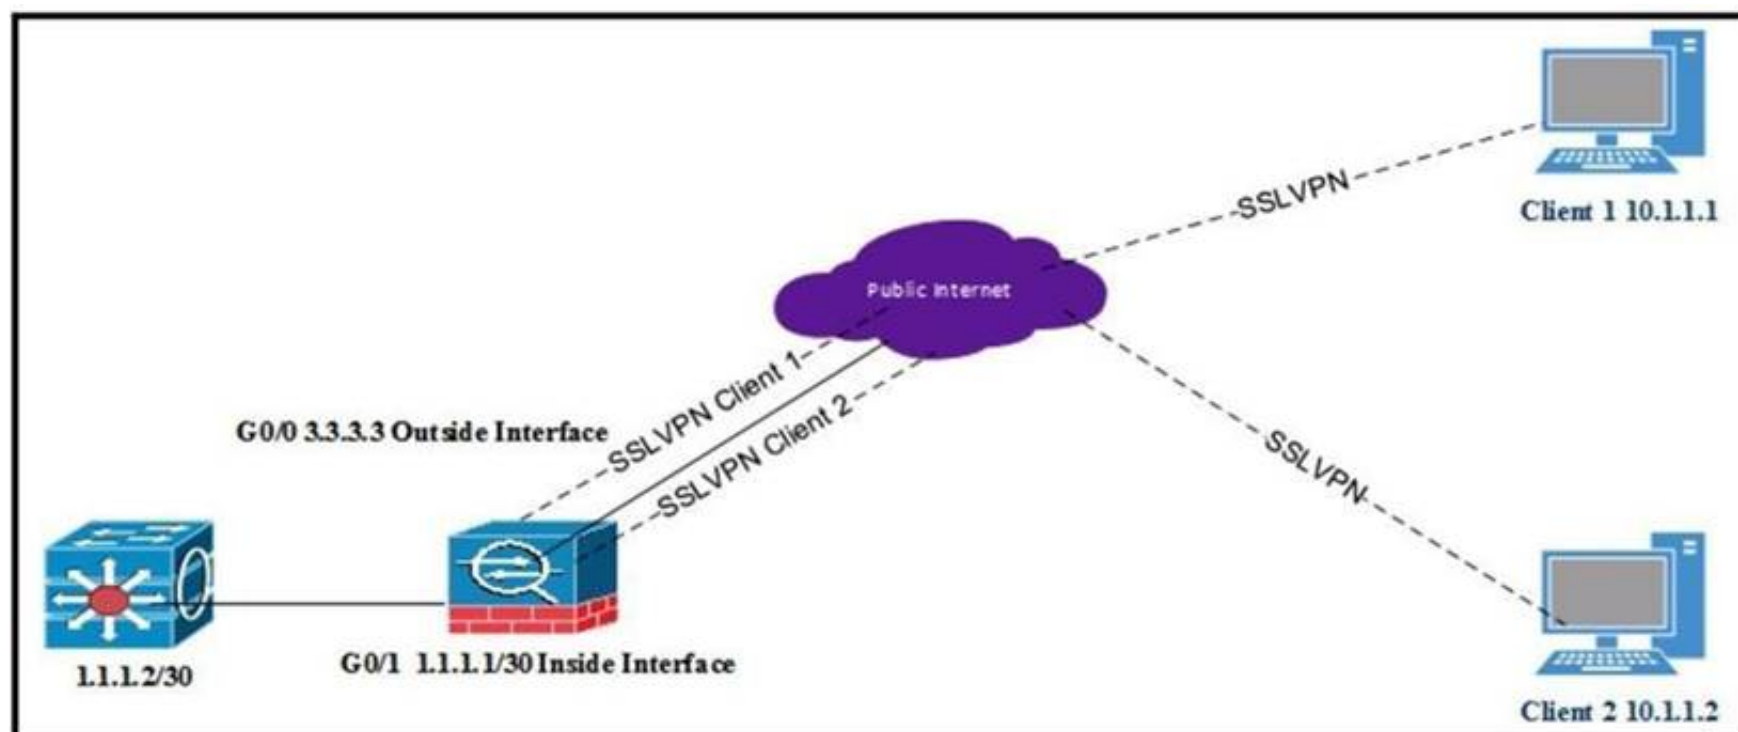 SSLVPN
Client 1 10.1.1.1
Public Internet
SSLVPN Client 1
G0/0 3.3.3.3 Outside Interface
SSLVPN Client 2
SSLVPN
1.1.1.2/30
G0/1 1.1.1.1/30 Inside Interface
Client 2 10.1.1.2